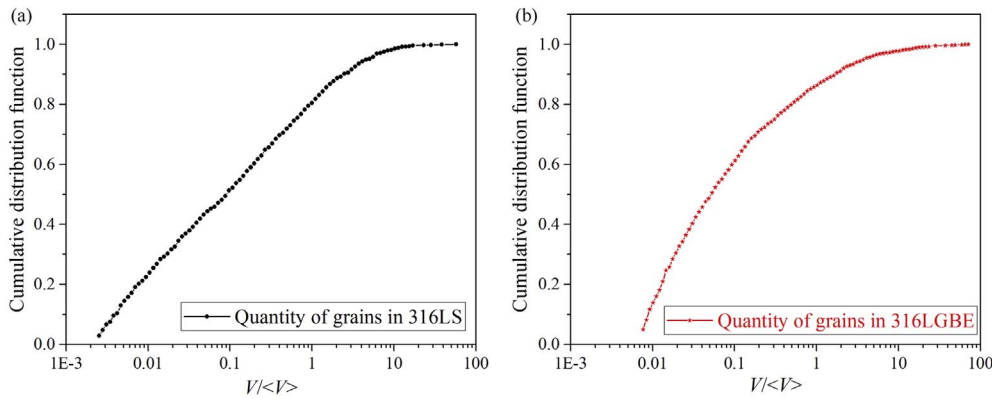 (a)
Cumulative distribution function
1.0
0.8
0.6
0.4
0.2
0.0
1E-3
0.01
0.1
1
10
100
V/<V>
Quantity of grains in 316LS
(b)
Cumulative distribution function
1.0
0.8
0.6
0.4
0.2
0.0
1E-3
0.01
0.1
1
10
100
V/<V>
Quantity of grains in 316LGBE